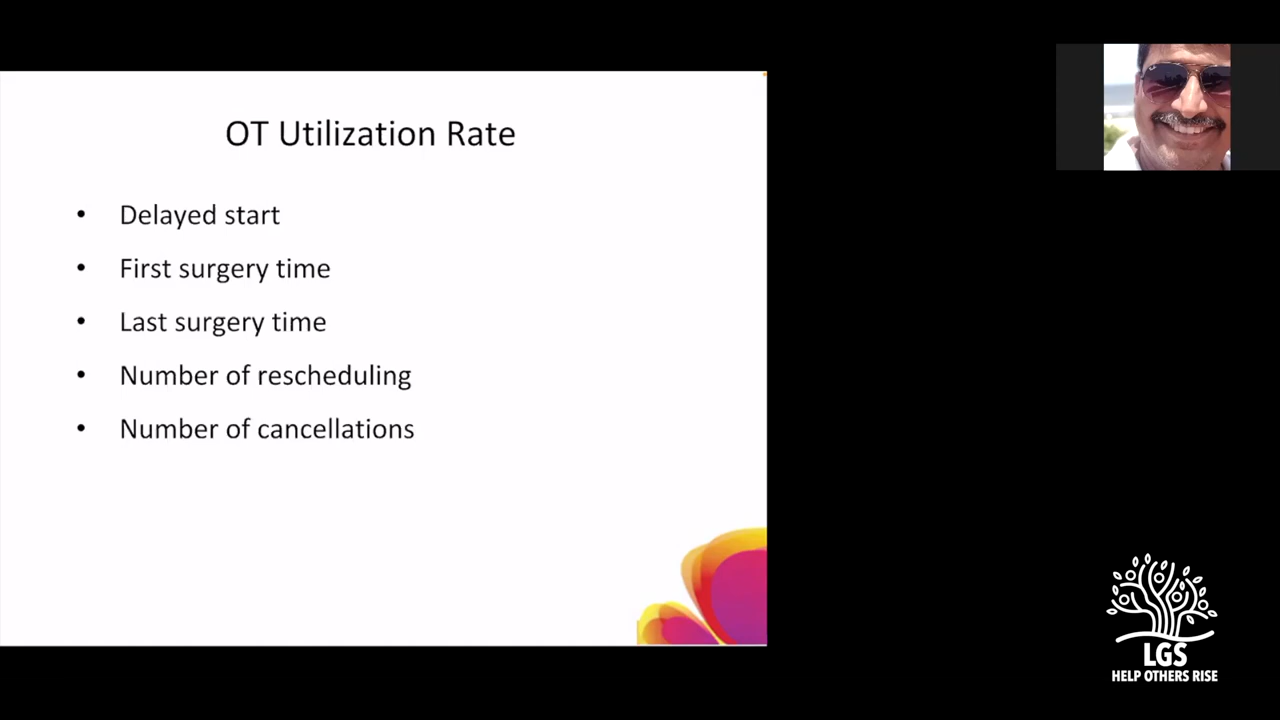 OT Utilization Rate
• Delayed start
• First surgery time
• Last surgery time
• Number of rescheduling
• Number of cancellations
LGS
HELP OTHERS RISE